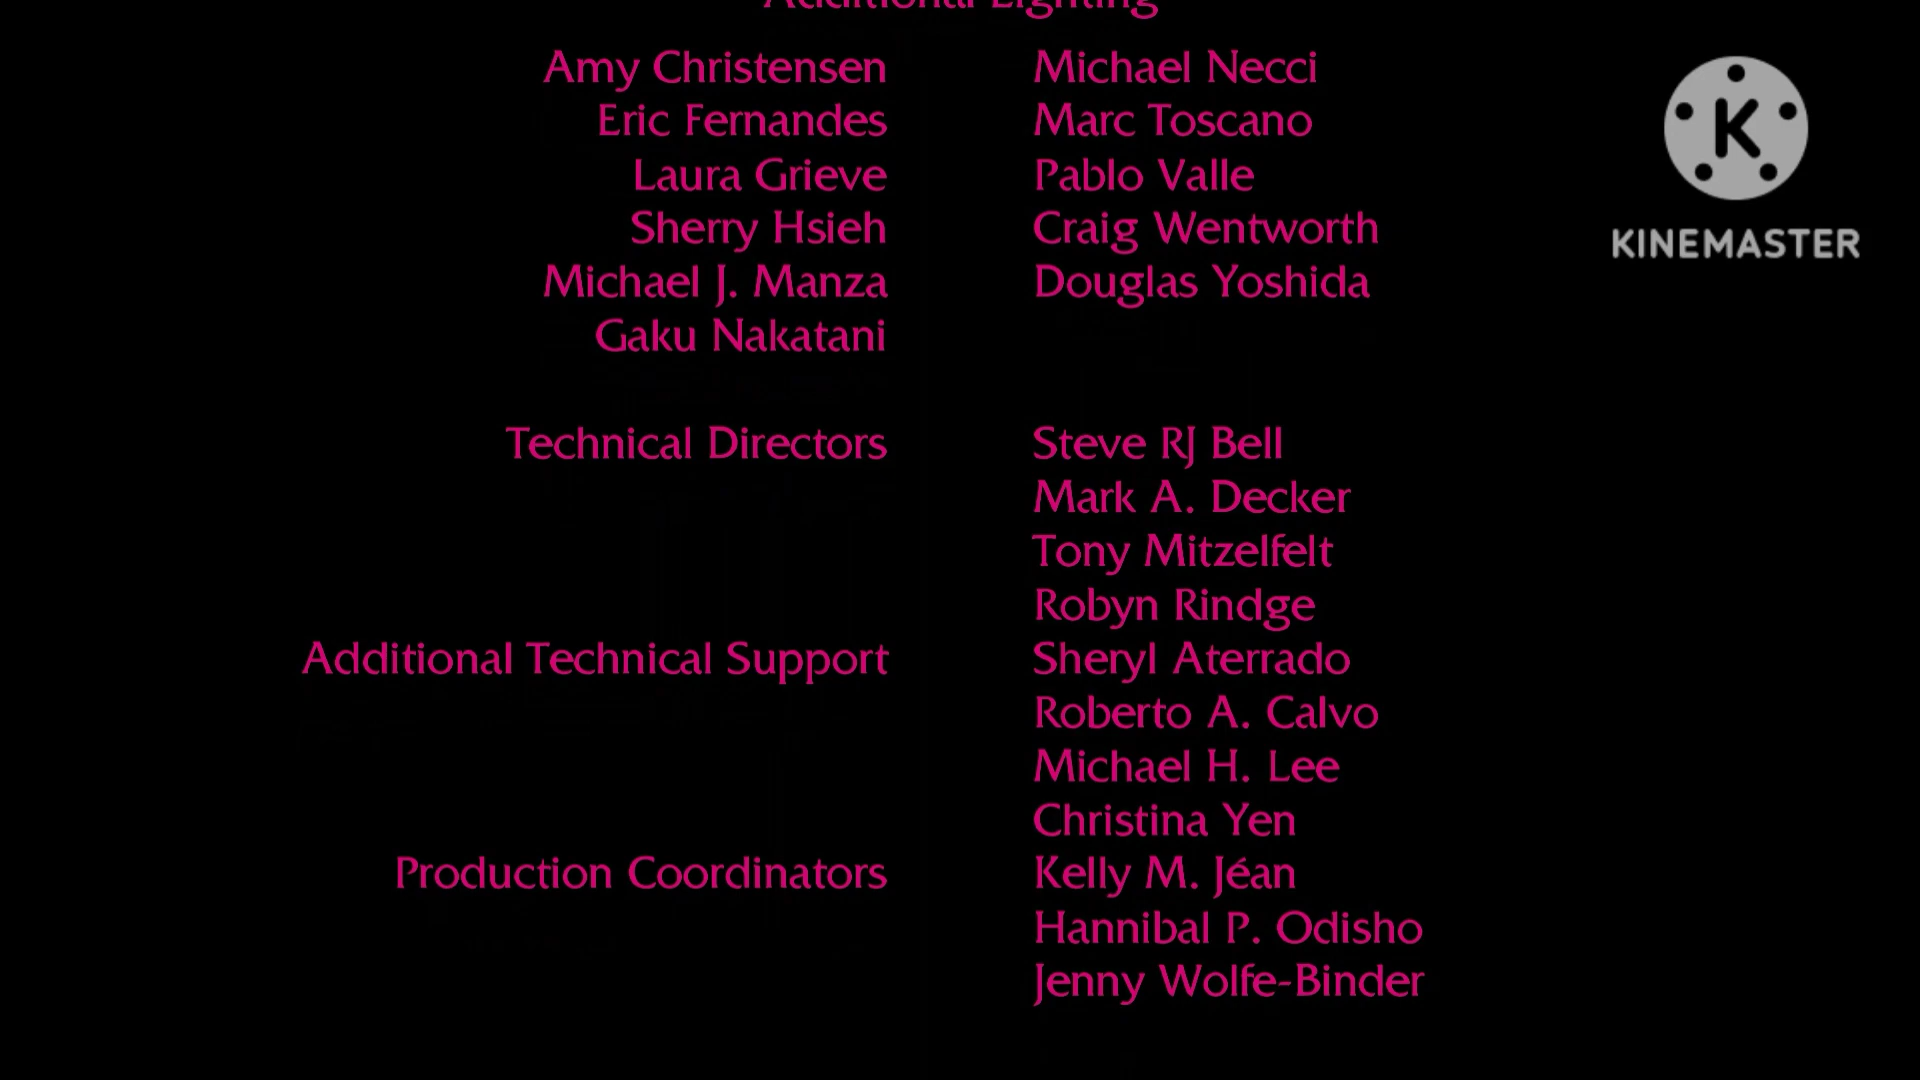 Additional Lighting
Amy Christensen Michael Necci
Eric Fernandes Marc Toscano
Laura Grieve Pablo Valle
Sherry Hsieh Craig Wentworth
Michael J. Manza Douglas Yoshida
Gaku Nakatani
Technical Directors Steve RJ Bell
Mark A. Decker
Tony Mitzelfelt
Robyn Rindge
Additional Technical Support Sheryl Aterrado
Roberto A. Calvo
Michael H. Lee
Christina Yen
Production Coordinators Kelly M. Jéan
Hannibal P. Odisho
Jenny Wolfe-Binder
K
KINEMASTER